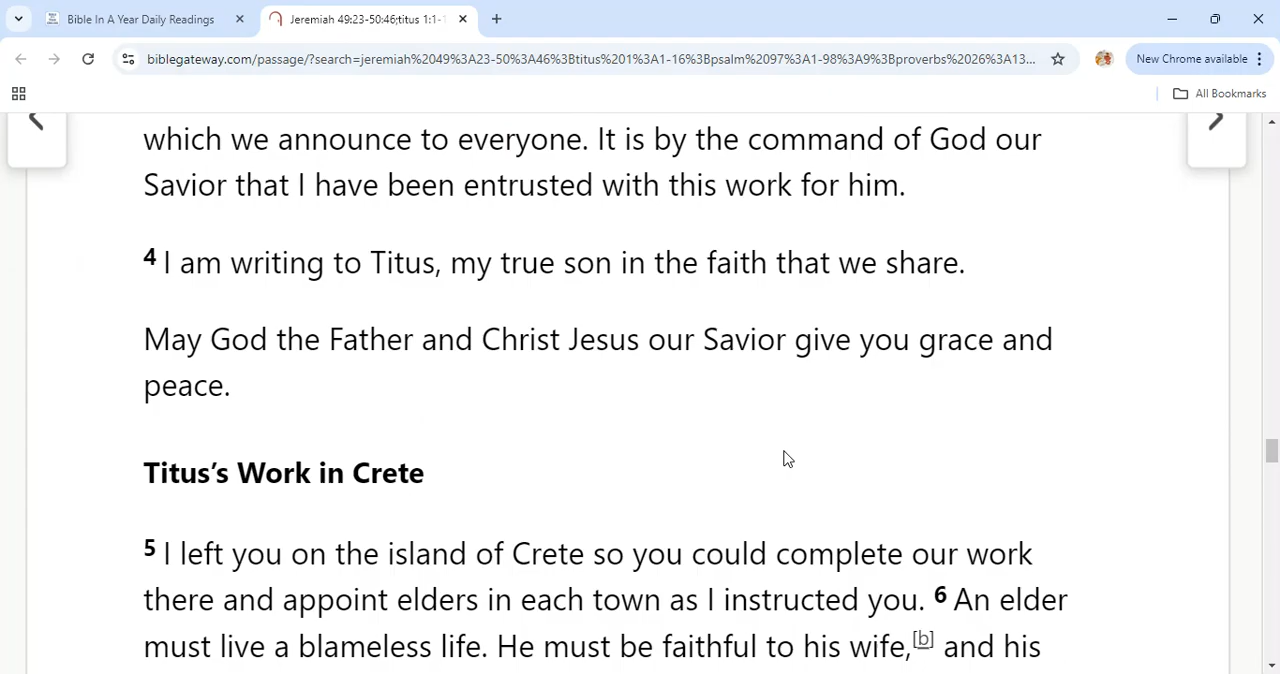 Bible In A Year Daily Readings
Jeremiah 49:23-50:46;titus 1:1-1
biblegateway.com/passage/?search=jeremiah%2049%3A23-50%3A46%3Btitus%201%3A1-16%3Bpsalm%2097%3A1-98%3A9%3Bproverbs%2026%3A13...
New Chrome available
All Bookmarks
which we announce to everyone. It is by the command of God our
Savior that I have been entrusted with this work for him.
4 I am writing to Titus, my true son in the faith that we share.
May God the Father and Christ Jesus our Savior give you grace and
peace.
Titus’s Work in Crete
5 I left you on the island of Crete so you could complete our work
there and appoint elders in each town as I instructed you. 6 An elder
must live a blameless life. He must be faithful to his wife,[b] and his